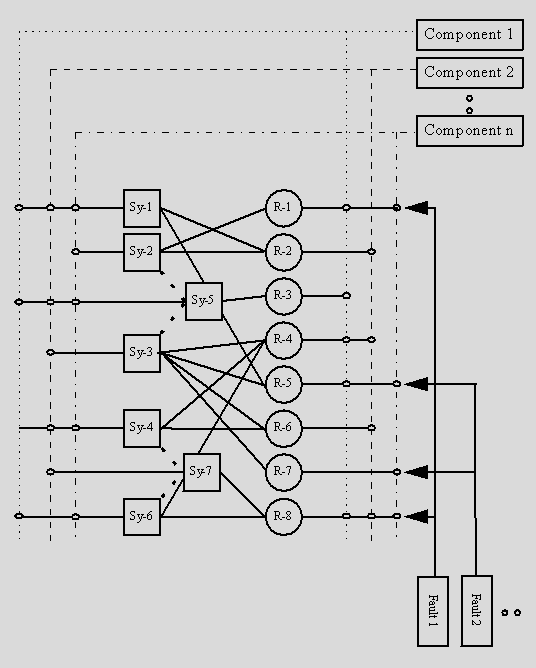 Component 1
Component 2
Component n
Sy-1
R-1
Sy-2
R-2
Sy-5
R-3
Sy-3
R-4
R-5
Sy-4
R-6
Sy-7
R-7
Sy-6
R-8
Fault 1
Fault 2